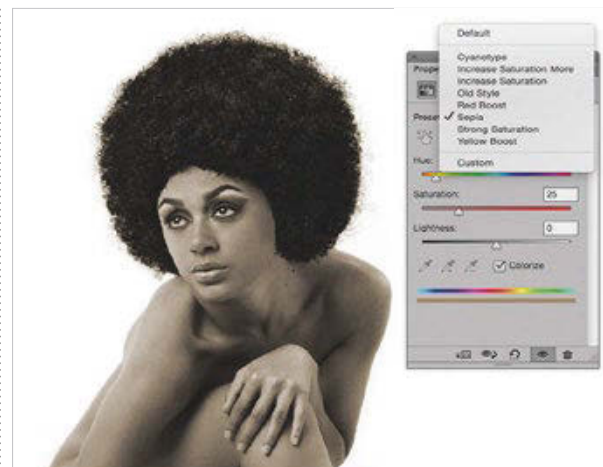 Default
Cyanotype
Increase Saturation More
Increase Saturation
Old Style
Red Boost
Sepia
Strong Saturation
Yellow Boost
Custom
Hue:
Saturation:
25
Lightness:
0
Colorize